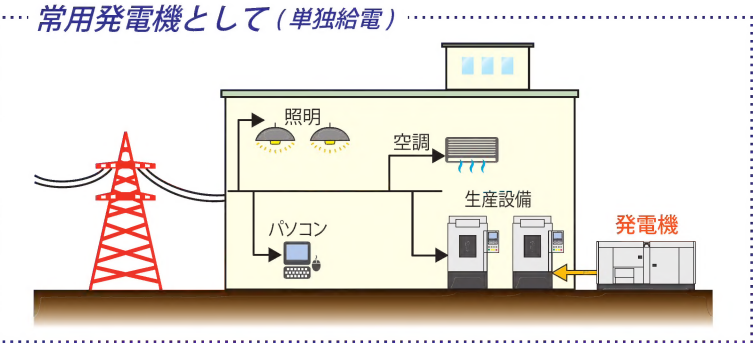 常用発電機として(単独給電)
照明
空調
生産設備
パソコン
発電機